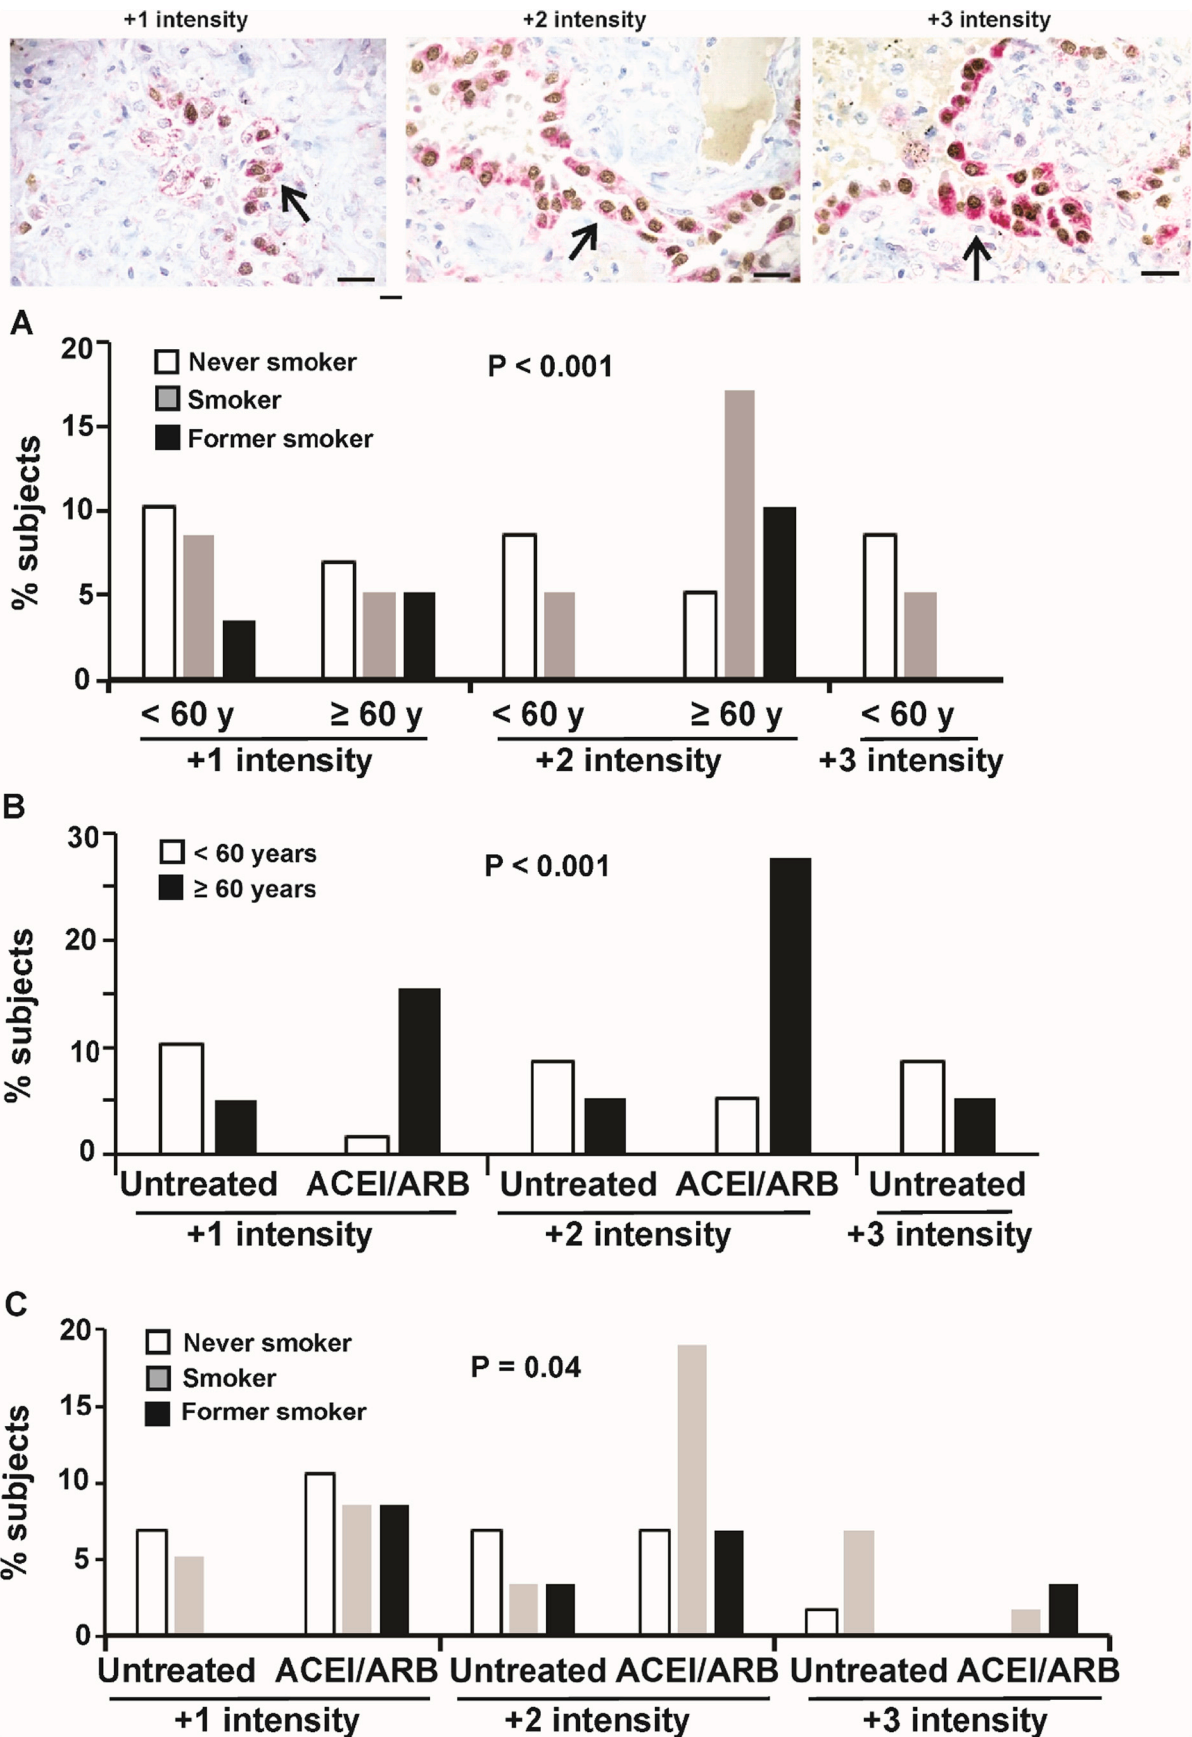 +1 intensity +2 intensity +3 intensity
A
20
15
10
5
0
% subjects
Never smoker
Smoker
Former smoker
P < 0.001
< 60 y ≥ 60 y < 60 y ≥ 60 y < 60 y
+1 intensity +2 intensity +3 intensity
B
30
20
10
0
% subjects
< 60 years
≥ 60 years
P < 0.001
Untreated ACEI/ARB Untreated ACEI/ARB Untreated
+1 intensity +2 intensity +3 intensity
C
20
15
10
5
0
% subjects
Never smoker
Smoker
Former smoker
P = 0.04
Untreated ACEI/ARB Untreated ACEI/ARB Untreated ACEI/ARB
+1 intensity +2 intensity +3 intensity